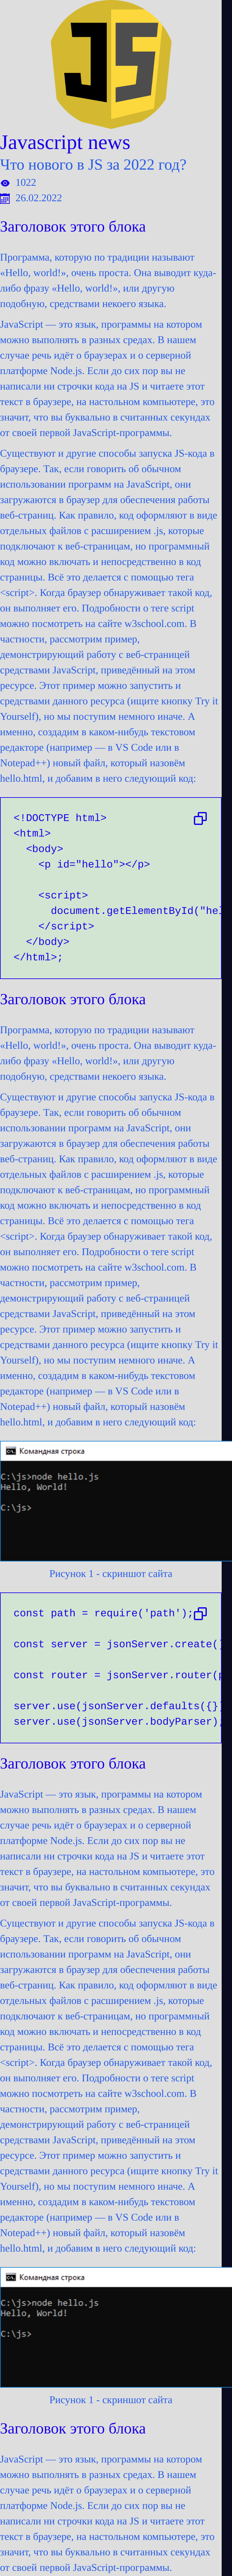 JS
Javascript news
Что нового в JS за 2022 год?
1022
26.02.2022
Заголовок этого блока
Программа, которую по традиции называют
«Hello, world!», очень проста. Она выводит куда-
либо фразу «Hello, world!», или другую
подобную, средствами некоего языка.
JavaScript — это язык, программы на котором
можно выполнять в разных средах. В нашем
случае речь идёт о браузерах и о серверной
платформе Node.js. Если до сих пор вы не
написали ни строчки кода на JS и читаете этот
текст в браузере, на настольном компьютере, это
значит, что вы буквально в считанных секундах
от своей первой JavaScript-программы.
Существуют и другие способы запуска JS-кода в
браузере. Так, если говорить об обычном
использовании программ на JavaScript, они
загружаются в браузер для обеспечения работы
веб-страниц. Как правило, код оформляют в виде
отдельных файлов с расширением .js, которые
подключают к веб-страницам, но программный
код можно включать и непосредственно в код
страницы. Всё это делается с помощью тега
<script>. Когда браузер обнаруживает такой код,
он выполняет его. Подробности о теге script
можно посмотреть на сайте w3school.com. В
частности, рассмотрим пример,
демонстрирующий работу с веб-страницей
средствами JavaScript, приведённый на этом
ресурсе. Этот пример можно запустить и
средствами данного ресурса (ищите кнопку Try it
Yourself), но мы поступим немного иначе. А
именно, создадим в каком-нибудь текстовом
редакторе (например — в VS Code или в
Notepad++) новый файл, который назовём
hello.html, и добавим в него следующий код:
<!DOCTYPE html>
<html>
<body>
<p id="hello"></p>
<script>
document.getElementById("hel
</script>
</body>
</html>;
Заголовок этого блока
Программа, которую по традиции называют
«Hello, world!», очень проста. Она выводит куда-
либо фразу «Hello, world!», или другую
подобную, средствами некоего языка.
Существуют и другие способы запуска JS-кода в
браузере. Так, если говорить об обычном
использовании программ на JavaScript, они
загружаются в браузер для обеспечения работы
веб-страниц. Как правило, код оформляют в виде
отдельных файлов с расширением .js, которые
подключают к веб-страницам, но программный
код можно включать и непосредственно в код
страницы. Всё это делается с помощью тега
<script>. Когда браузер обнаруживает такой код,
он выполняет его. Подробности о теге script
можно посмотреть на сайте w3school.com. В
частности, рассмотрим пример,
демонстрирующий работу с веб-страницей
средствами JavaScript, приведённый на этом
ресурсе. Этот пример можно запустить и
средствами данного ресурса (ищите кнопку Try it
Yourself), но мы поступим немного иначе. А
именно, создадим в каком-нибудь текстовом
редакторе (например — в VS Code или в
Notepad++) новый файл, который назовём
hello.html, и добавим в него следующий код:
Командная строка
C:\js>node hello.js
Hello, World!
C:\js>
Рисунок 1 - скриншот сайта
const path = require('path');
const server = jsonServer.create(
const router = jsonServer.router(p
server.use(jsonServer.defaults({})
server.use(jsonServer.bodyParser);
Заголовок этого блока
JavaScript — это язык, программы на котором
можно выполнять в разных средах. В нашем
случае речь идёт о браузерах и о серверной
платформе Node.js. Если до сих пор вы не
написали ни строчки кода на JS и читаете этот
текст в браузере, на настольном компьютере, это
значит, что вы буквально в считанных секундах
от своей первой JavaScript-программы.
Существуют и другие способы запуска JS-кода в
браузере. Так, если говорить об обычном
использовании программ на JavaScript, они
загружаются в браузер для обеспечения работы
веб-страниц. Как правило, код оформляют в виде
отдельных файлов с расширением .js, которые
подключают к веб-страницам, но программный
код можно включать и непосредственно в код
страницы. Всё это делается с помощью тега
<script>. Когда браузер обнаруживает такой код,
он выполняет его. Подробности о теге script
можно посмотреть на сайте w3school.com. В
частности, рассмотрим пример,
демонстрирующий работу с веб-страницей
средствами JavaScript, приведённый на этом
ресурсе. Этот пример можно запустить и
средствами данного ресурса (ищите кнопку Try it
Yourself), но мы поступим немного иначе. А
именно, создадим в каком-нибудь текстовом
редакторе (например — в VS Code или в
Notepad++) новый файл, который назовём
hello.html, и добавим в него следующий код:
Командная строка
C:\js>node hello.js
Hello, World!
C:\js>
Рисунок 1 - скриншот сайта
Заголовок этого блока
JavaScript — это язык, программы на котором
можно выполнять в разных средах. В нашем
случае речь идёт о браузерах и о серверной
платформе Node.js. Если до сих пор вы не
написали ни строчки кода на JS и читаете этот
текст в браузере, на настольном компьютере, это
значит, что вы буквально в считанных секундах
от своей первой JavaScript-программы.